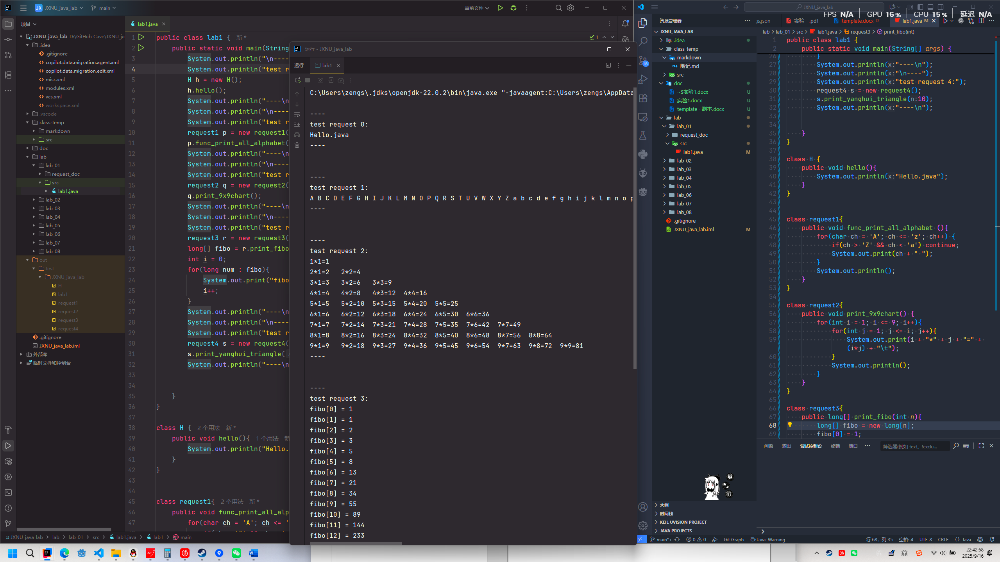 JX JXNU_java_lab main 当前文件
项目
lab1.java
JXNU_java_lab D:\GitHub Cave\JXNU_ja
.idea
.gitignore
copilot.data.migration.agent.xml
copilot.data.migration.edit.xml
misc.xml
modules.xml
vcs.xml
workspace.xml
.vscode
class-temp
markdown
src
doc
lab
lab_01
request_doc
src
lab1.java
lab_02
lab_03
lab_04
lab_05
lab_06
lab_07
lab_08
out
test
JXNU_java_lab
H
lab1
request1
request2
request3
request4
.gitignore
JXNU_java_lab.iml
外部库
临时文件和控制台
1 public class lab1 { 新 *
2 public static void main(String
3 System.out.println("\n----
4 System.out.println("test r
5 H h = new H();
6 h.hello();
7 System.out.println("----\n
8 System.out.println("\n----
9 System.out.println("test r
10 request1 p = new request1(
11 p.func_print_all_alphabet(
12 System.out.println("----\n
13 System.out.println("\n----
14 System.out.println("test r
15 request2 q = new request2(
16 q.print_9x9chart();
17 System.out.println("----\n
18 System.out.println("\n----
19 System.out.println("test r
20 request3 r = new request3(
21 long[] fibo = r.print_fibo
22 int i = 0;
23 for(long num : fibo){
24 System.out.print("fibo
25 i++;
26 }
27 System.out.println("----\n
28 System.out.println("\n----
29 System.out.println("test r
30 request4 s = new request4(
31 s.print_yanghui_triangle(
32 System.out.println("----\n
33
34
35 }
36 }
37
38 class H { 2 个用法 新 *
39 public void hello(){ 1 个用法 新
40 System.out.println("Hello.
41 }
42 }
43
44
45 class request1{ 2 个用法 新 *
46 public void func_print_all_alp
47 for(char ch = 'A'; ch <= '
1
JXNU_java_lab > lab > lab_01 > src > lab1.java > lab1 > main
运行 - JXNU_java_lab
运行 lab1
C:\Users\zengs\.jdks\openjdk-22.0.2\bin\java.exe "-javaagent:C:\Users\zengs\AppData
----
test request 0:
Hello.java
----
----
test request 1:
A B C D E F G H I J K L M N O P Q R S T U V W X Y Z a b c d e f g h i j k l m n o p
----
----
test request 2:
1*1=1
2*1=2 2*2=4
3*1=3 3*2=6 3*3=9
4*1=4 4*2=8 4*3=12 4*4=16
5*1=5 5*2=10 5*3=15 5*4=20 5*5=25
6*1=6 6*2=12 6*3=18 6*4=24 6*5=30 6*6=36
7*1=7 7*2=14 7*3=21 7*4=28 7*5=35 7*6=42 7*7=49
8*1=8 8*2=16 8*3=24 8*4=32 8*5=40 8*6=48 8*7=56 8*8=64
9*1=9 9*2=18 9*3=27 9*4=36 9*5=45 9*6=54 9*7=63 9*8=72 9*9=81
----
----
test request 3:
fibo[0] = 1
fibo[1] = 1
fibo[2] = 2
fibo[3] = 3
fibo[4] = 5
fibo[5] = 8
fibo[6] = 13
fibo[7] = 21
fibo[8] = 34
fibo[9] = 55
fibo[10] = 89
fibo[11] = 144
fibo[12] = 233
JXNU_java_lab
FPS N/A GPU 16 % CPU 15 % 延迟 N/A
资源管理器
JXNU_JAVA_LAB
.idea
class-temp
markdown
随记.md
src
doc
~$实验1.docx U
实验1.docx U
template - 副本.docx U
lab
lab_01
request_doc
src
lab1.java M
lab_02
lab_03
lab_04
lab_05
lab_06
lab_07
lab_08
.gitignore
JXNU_java_lab.iml M
18
英
大纲
时间线
KEIL UVISION PROJECT
JAVA PROJECTS
gs.json 实验一.pdf template.docx D lab1.java M
lab > lab_01 > src > lab1.java > request3 > print_fibo(int)
1 public class lab1 {
2 public static void main(String[] args) {
26 }
27 System.out.println(x:"----\n");
28 System.out.println(x:"\n----");
29 System.out.println(x:"test request 4:");
30 request4 s = new request4();
31 s.print_yanghui_triangle(n:10);
32 System.out.println(x:"----\n");
33
34
35 }
36 }
37
38 class H {
39 public void hello(){
40 System.out.println(x:"Hello.java");
41 }
42 }
43
44
45 class request1{
46 public void func_print_all_alphabet (){
47 for(char ch = 'A'; ch <= 'z'; ch++) {
48 if(ch > 'Z' && ch < 'a') continue;
49 System.out.print(ch + " ");
50 }
51 System.out.println();
52 }
53 }
54
55 class request2{
56 public void print_9x9chart() {
57 for(int i = 1; i <= 9; i++){
58 for(int j = 1; j <= i; j++){
59 System.out.print(i + "*" + j + "=" +
(i*j) + "\t");
60 }
61 System.out.println();
62 }
63 }
64 }
65
66 class request3{
67 public long[] print_fibo(int n){
68 long[] fibo = new long[n];
69 fibo[0] = 1;
问题 输出 调试控制台 终端 端口 筛选器(例如 text、!exclu...
main*+ 0 0 Git Graph Java: Warning 行 68，列 35 空格: 4 UTF-8 CRLF {} Java
英 22:42:58
2025/9/16